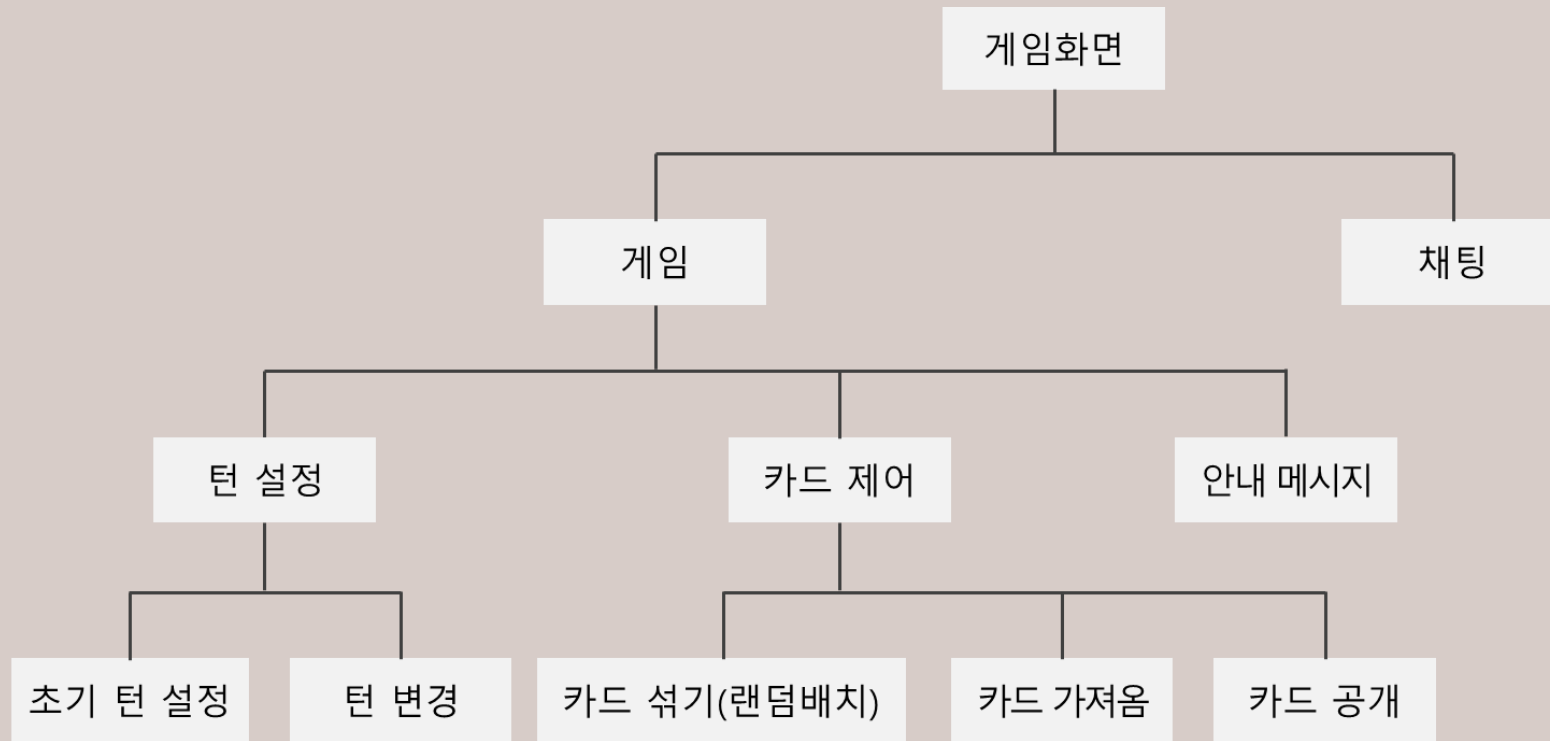 게임화면
게임
채팅
턴 설정
카드 제어
안내 메시지
초기 턴 설정
턴 변경
카드 섞기(랜덤배치)
카드 가져옴
카드 공개